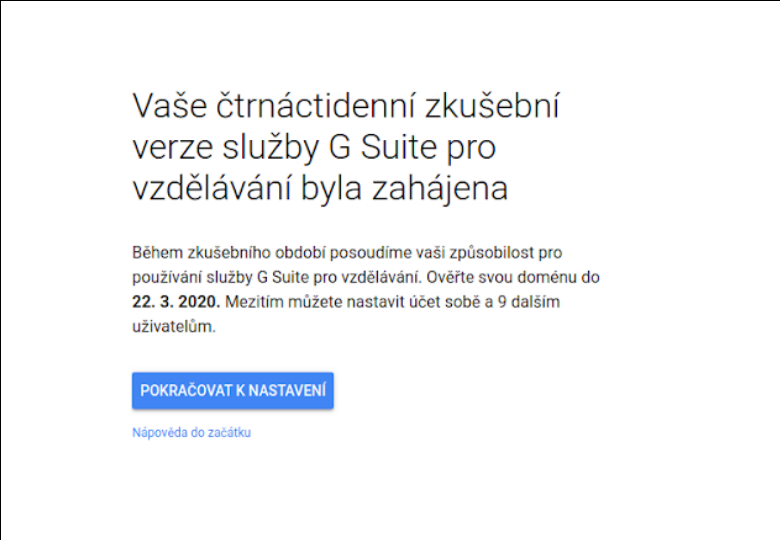 Vaše čtrnáctidenní zkušební
verze služby G Suite pro
vzdělávání byla zahájena
Během zkušebního období posoudíme vaši způsobilost pro
používání služby G Suite pro vzdělávání. Ověřte svou doménu do
22. 3. 2020. Mezitím můžete nastavit účet sobě a 9 dalším
uživatelům.
POKRAČOVAT K NASTAVENÍ
Nápověda do začátku